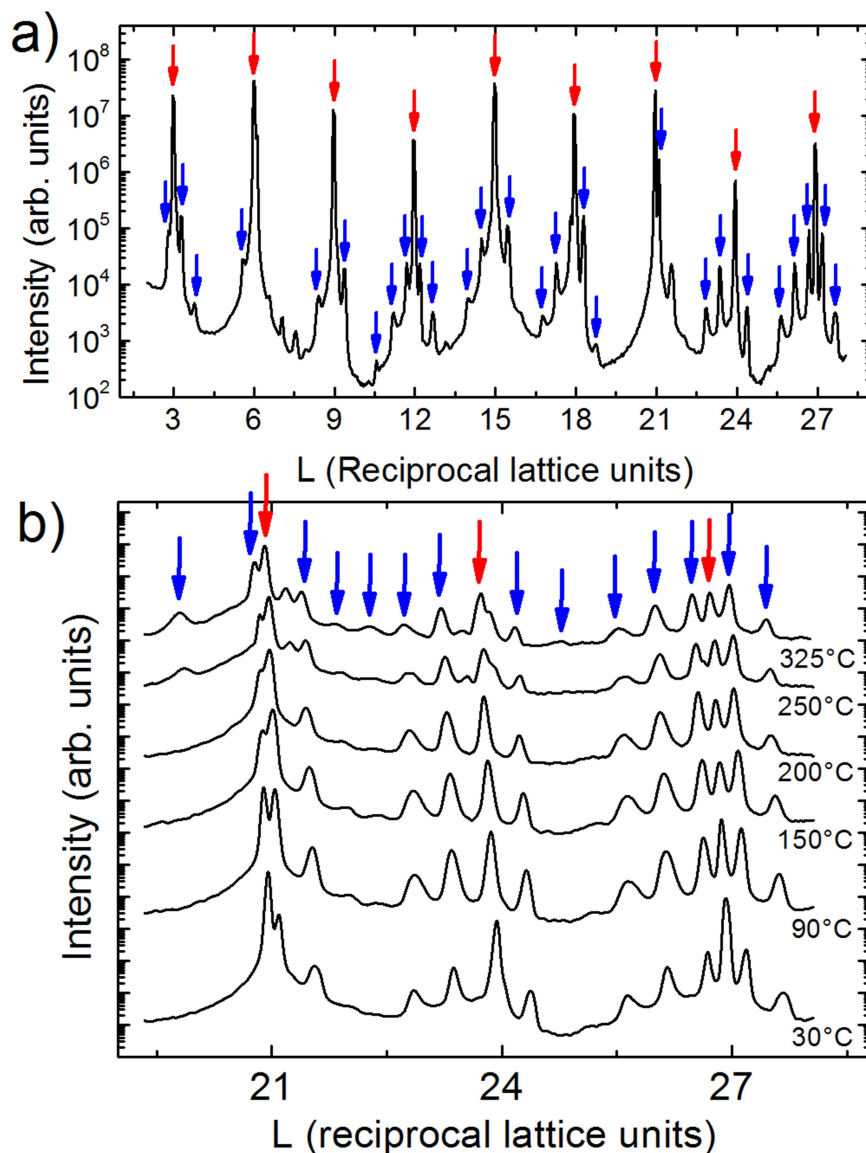 a)
Intensity (arb. units)
10⁸
10⁷
10⁶
10⁵
10⁴
10³
10²
3 6 9 12 15 18 21 24 27
L (Reciprocal lattice units)
b)
Intensity (arb. units)
325°C
250°C
200°C
150°C
90°C
30°C
21 24 27
L (reciprocal lattice units)